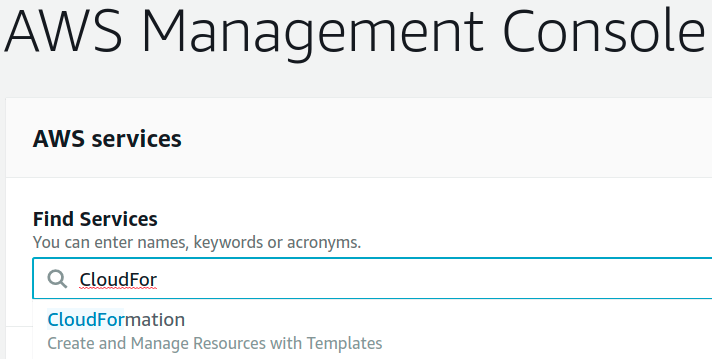 AWS Management Console
AWS services
Find Services
You can enter names, keywords or acronyms.
CloudFor
CloudFormation
Create and Manage Resources with Templates